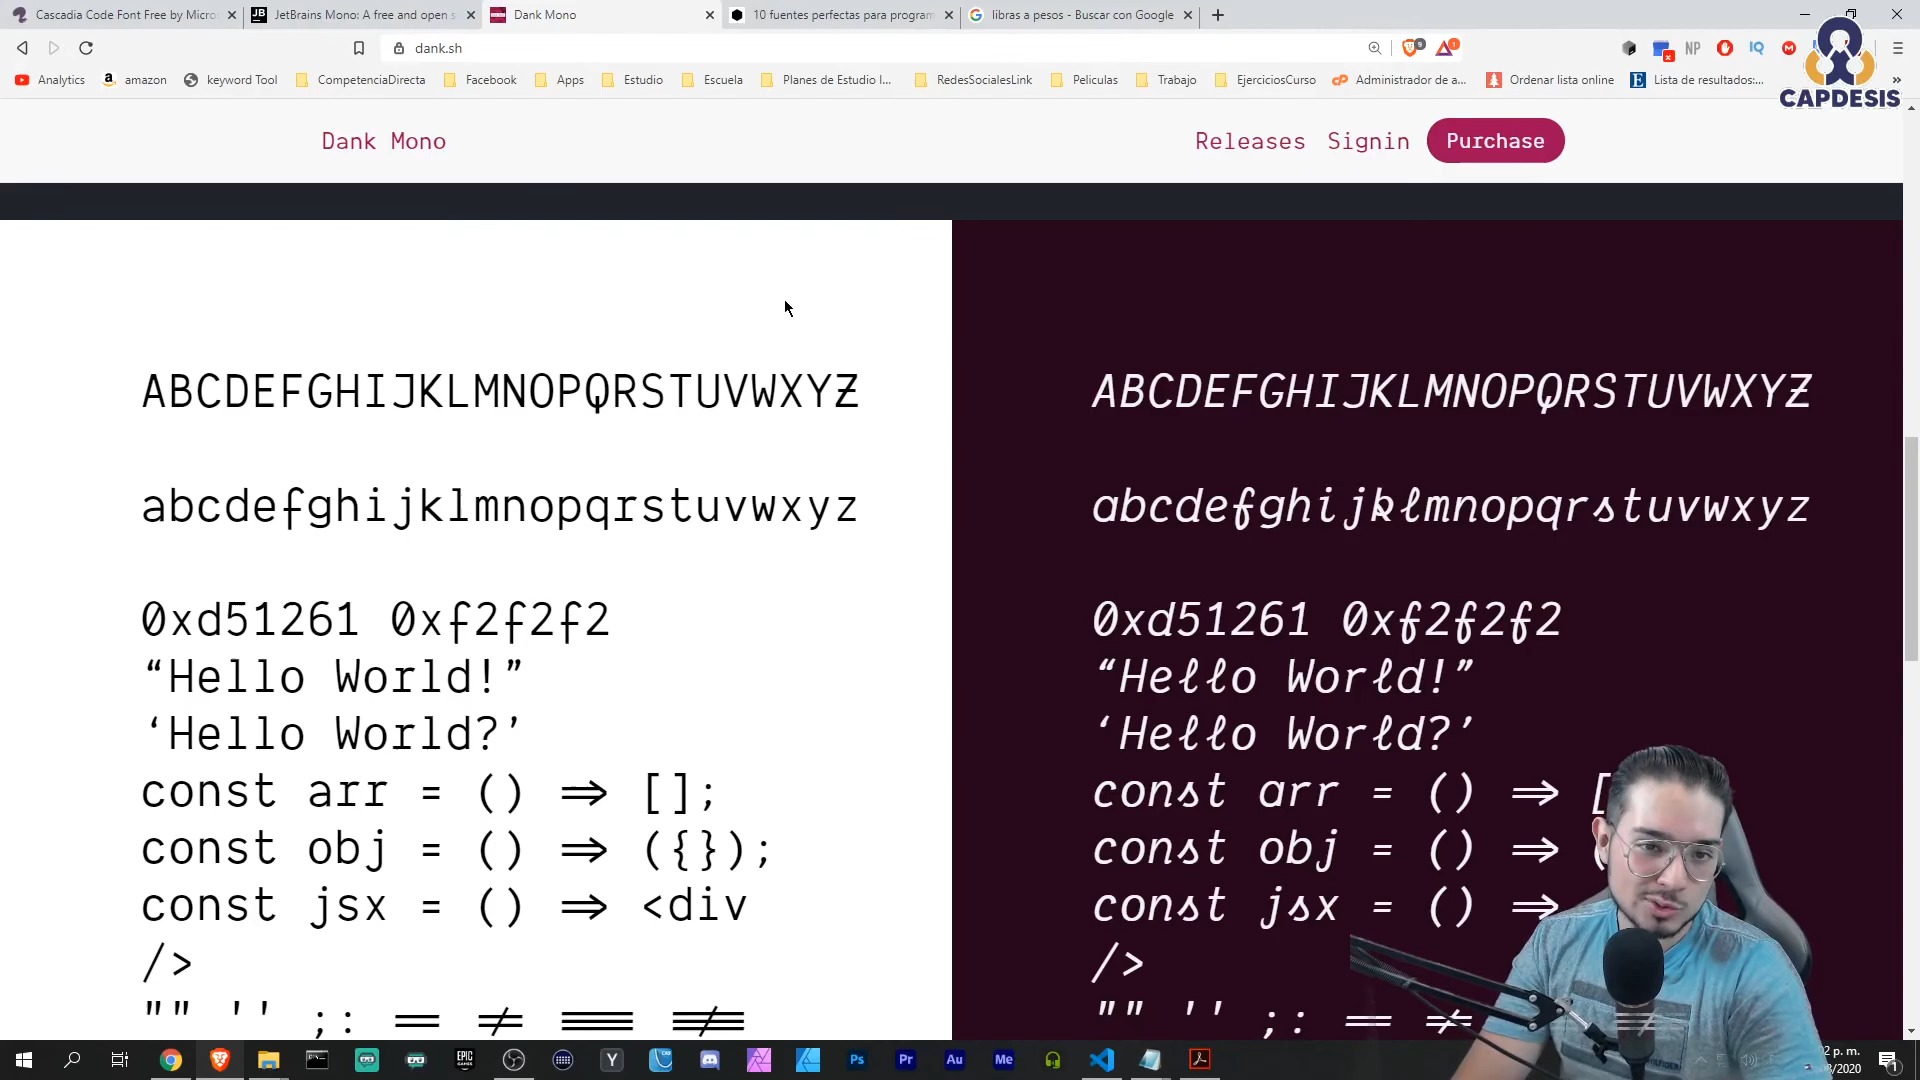 Cascadia Code Font Free by Micro
JetBrains Mono: A free and open s
Dank Mono
10 fuentes perfectas para program
libras a pesos - Buscar con Google
dank.sh
Analytics
amazon
keyword Tool
CompetenciaDirecta
Facebook
Apps
Estudio
Escuela
Planes de Estudio I...
RedesSocialesLink
Peliculas
Trabajo
EjerciciosCurso
Administrador de a...
Ordenar lista online
Lista de resultados:...
CAPDESIS
Dank Mono
Releases
Signin
Purchase
ABCDEFGHIJKLMNOPQRSTUVWXYZ
abcdefghijklmnopqrstuvwxyz
0xd51261 0xf2f2f2
“Hello World!”
‘Hello World?’
const arr = () => [];
const obj = () => ({});
const jsx = () => <div
/>
"" '' ;: == != === !==
ABCDEFGHIJKLMNOPQRSTUVWXYZ
abcdefghijklmnopqrstuvwxyz
0xd51261 0xf2f2f2
“Hello World!”
‘Hello World?’
const arr = () => [
const obj = () => (
const jsx = () =>
/>
"" '' ;: == !=
p. m.
/2020